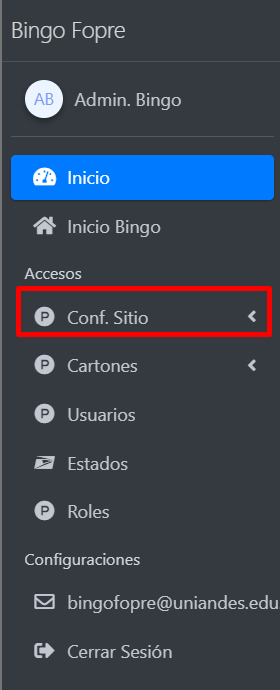 Bingo Fopre
AB Admin. Bingo
Inicio
Inicio Bingo
Accesos
P Conf. Sitio
P Cartones
P Usuarios
Estados
P Roles
Configuraciones
bingofopre@uniandes.edu
Cerrar Sesión